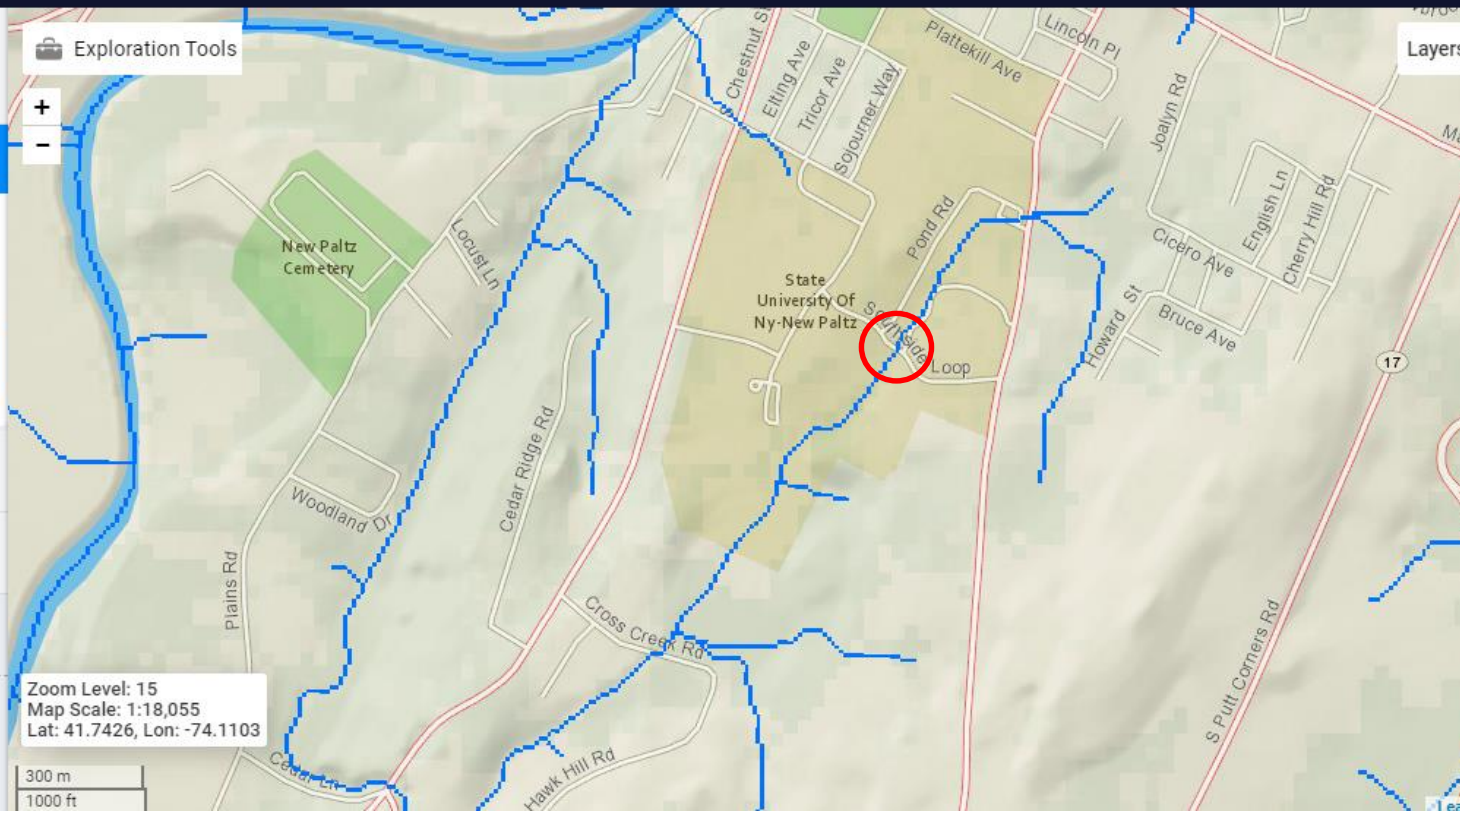 Exploration Tools
+
−
Layers
S Chestnut St
Elting Ave
Tricor Ave
Sojourner Way
Plattekill Ave
Lincoln Pl
Joalyn Rd
English Ln
Cherry Hill Rd
Cicero Ave
Bruce Ave
Howard St
17
New Paltz
Cemetery
Locust Ln
Pond Rd
State
University Of
Ny-New Paltz
Southside Loop
Cedar Ridge Rd
Woodland Dr
Plains Rd
Cross Creek Rd
S Putt Corners Rd
Hawk Hill Rd
Cedar Ln
Zoom Level: 15
Map Scale: 1:18,055
Lat: 41.7426, Lon: -74.1103
300 m
1000 ft